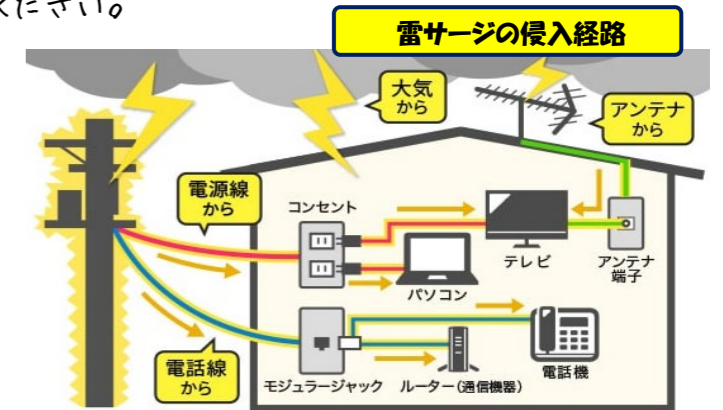 ください。
雷サージの侵入経路
大気
から
アンテナ
から
電源線
から
コンセント
テレビ
アンテナ
端子
パソコン
電話線
から
モジュラージャック
ルーター(通信機器)
電話機